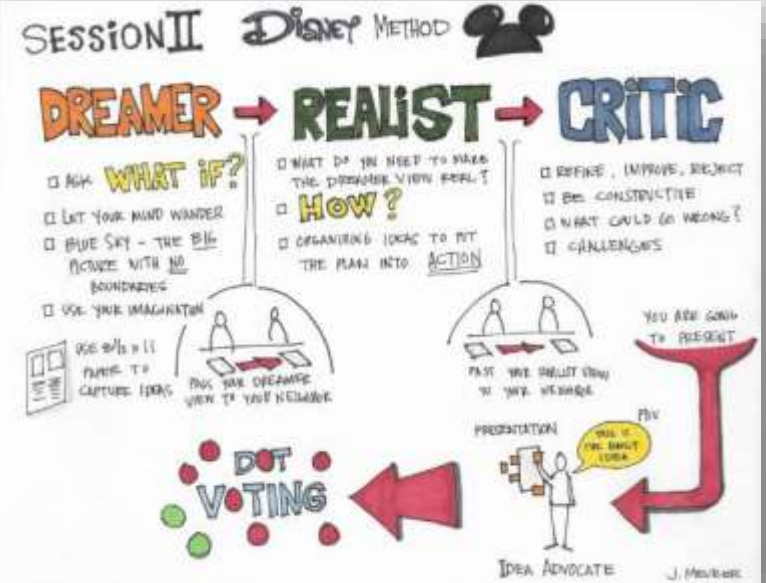 SESSION II DISNEY METHOD
DREAMER
REALIST
CRITIC
☐ ASK WHAT IF?
☐ LET YOUR MIND WANDER
☐ BLUE SKY - THE BIG
PICTURE WITH NO
BOUNDARIES
☐ USE YOUR IMAGINATION
USE 8 1/2 x 11
PAPER TO
CAPTURE IDEAS
PASS YOUR DREAMER
VIEW TO YOUR NEIGHBOR
☐ WHAT DO YOU NEED TO MAKE
THE DREAMER VIEW REAL?
☐ HOW?
☐ ORGANIZING IDEAS TO PUT
THE PLAN INTO ACTION
☐ REFINE, IMPROVE, REJECT
☐ BE CONSTRUCTIVE
☐ WHAT COULD GO WRONG?
☐ CHALLENGES
PASS YOUR REALIST VIEW
TO YOUR NEIGHBOR
YOU ARE GOING
TO PRESENT
PRESENTATION
THIS IS
THE BEST
IDEA
IDEA ADVOCATE
DOT
VOTING